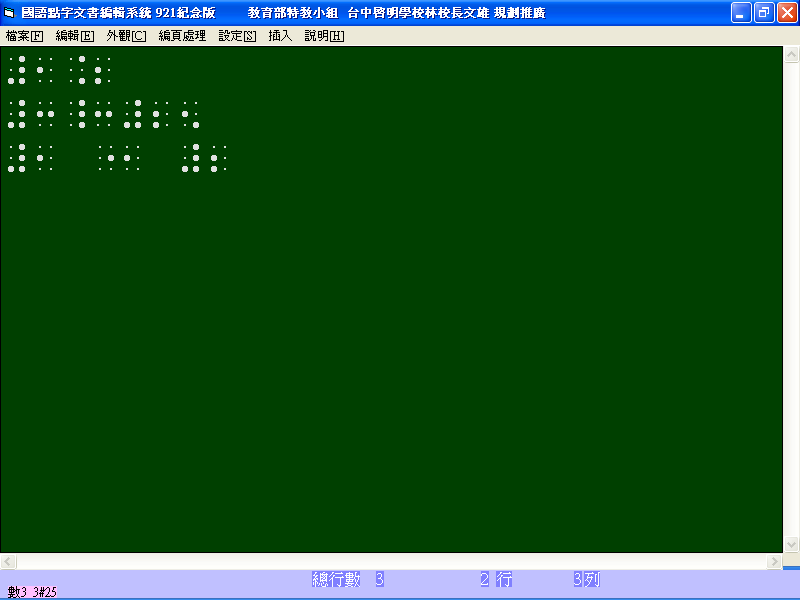 國語點字文書編輯系統 921紀念版 教育部特教小組 台中啓明學校林校長文雄 規劃推廣
檔案[F] 編輯[E] 外觀[C] 編頁處理 設定[S] 插入 說明[H]
⠼⠂⠨⠆
⠼⠒⠸⠒⠼⠆⠢
⠼⠂ ⠐⠂ ⠼⠆
總行數 3 2 行 3列
數3 3#25